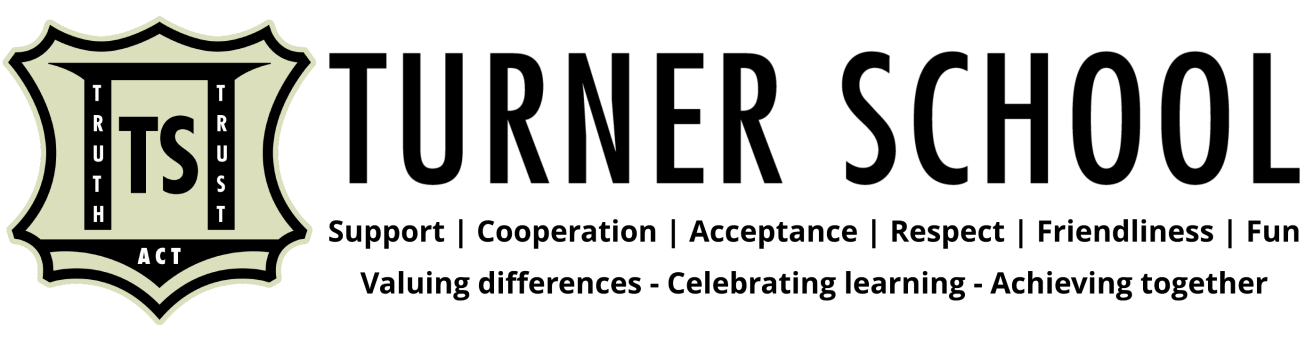 TRUTH
TS
TRUST
ACT
TURNER SCHOOL
Support | Cooperation | Acceptance | Respect | Friendliness | Fun
Valuing differences - Celebrating learning - Achieving together